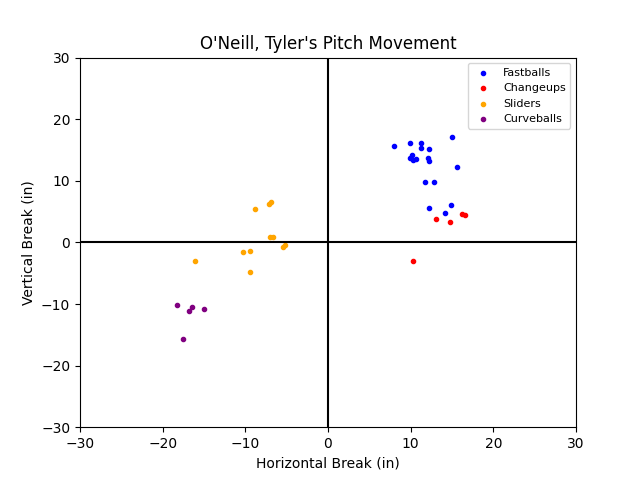 O'Neill, Tyler's Pitch Movement
Fastballs
Changeups
Sliders
Curveballs
Vertical Break (in)
30
20
10
0
−10
−20
−30
−30
−20
−10
0
10
20
30
Horizontal Break (in)